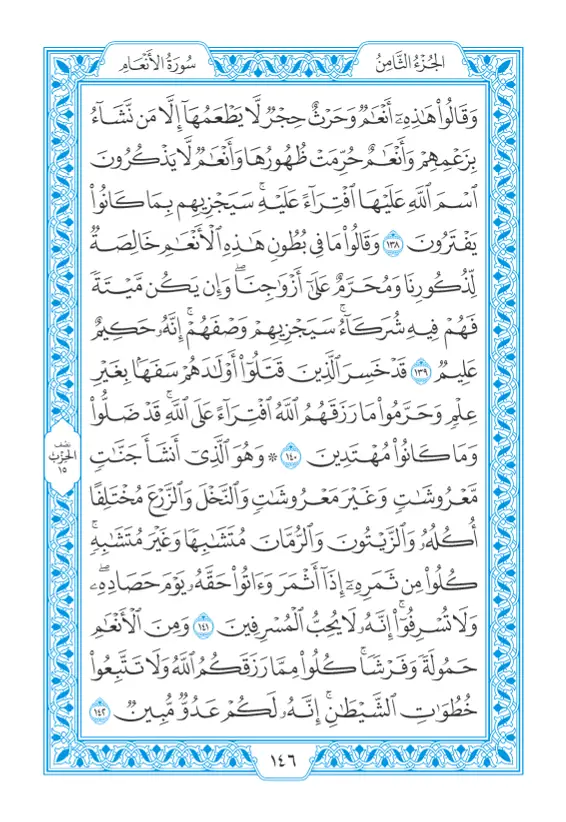 الجُزْءُ الثَّامِنُ
سُورَةُ الأَنْعَامِ
وَقَالُواْ هَٰذِهِۦٓ أَنْعَٰمٌ وَحَرْثٌ حِجْرٌ لَّا يَطْعَمُهَآ إِلَّا مَن نَّشَآءُ
بِزَعْمِهِمْ وَأَنْعَٰمٌ حُرِّمَتْ ظُهُورُهَا وَأَنْعَٰمٌ لَّا يَذْكُرُونَ
ٱسْمَ ٱللَّهِ عَلَيْهَا ٱفْتِرَآءً عَلَيْهِۚ سَيَجْزِيهِم بِمَا كَانُواْ
يَفْتَرُونَ ١٣٨ وَقَالُواْ مَا فِي بُطُونِ هَٰذِهِ ٱلْأَنْعَٰمِ خَالِصَةٌ
لِّذُكُورِنَا وَمُحَرَّمٌ عَلَىٰٓ أَزْوَٰجِنَاۖ وَإِن يَكُن مَّيْتَةً
فَهُمْ فِيهِ شُرَكَآءُۚ سَيَجْزِيهِمْ وَصْفَهُمْۚ إِنَّهُۥ حَكِيمٌ
عَلِيمٌ ١٣٩ قَدْ خَسِرَ ٱلَّذِينَ قَتَلُوٓاْ أَوْلَٰدَهُمْ سَفَهَۢا بِغَيْرِ
عِلْمٍ وَحَرَّمُواْ مَا رَزَقَهُمُ ٱللَّهُ ٱفْتِرَآءً عَلَى ٱللَّهِۚ قَدْ ضَلُّواْ
وَمَا كَانُواْ مُهْتَدِينَ ١٤٠ ۞ وَهُوَ ٱلَّذِيٓ أَنشَأَ جَنَّٰتٍ
مَّعْرُوشَٰتٍ وَغَيْرَ مَعْرُوشَٰتٍ وَٱلنَّخْلَ وَٱلزَّرْعَ مُخْتَلِفًا
أُكُلُهُۥ وَٱلزَّيْتُونَ وَٱلرُّمَّانَ مُتَشَٰبِهًا وَغَيْرَ مُتَشَٰبِهٍۚ
كُلُواْ مِن ثَمَرِهِۦٓ إِذَآ أَثْمَرَ وَءَاتُواْ حَقَّهُۥ يَوْمَ حَصَادِهِۦۖ
وَلَا تُسْرِفُوٓاْۚ إِنَّهُۥ لَا يُحِبُّ ٱلْمُسْرِفِينَ ١٤١ وَمِنَ ٱلْأَنْعَٰمِ
حَمُولَةً وَفَرْشًاۚ كُلُواْ مِمَّا رَزَقَكُمُ ٱللَّهُ وَلَا تَتَّبِعُواْ
خُطُوَٰتِ ٱلشَّيْطَٰنِۚ إِنَّهُۥ لَكُمْ عَدُوٌّ مُّبِينٌ ١٤٢
نصف
الحزب
١٥
١٤٦